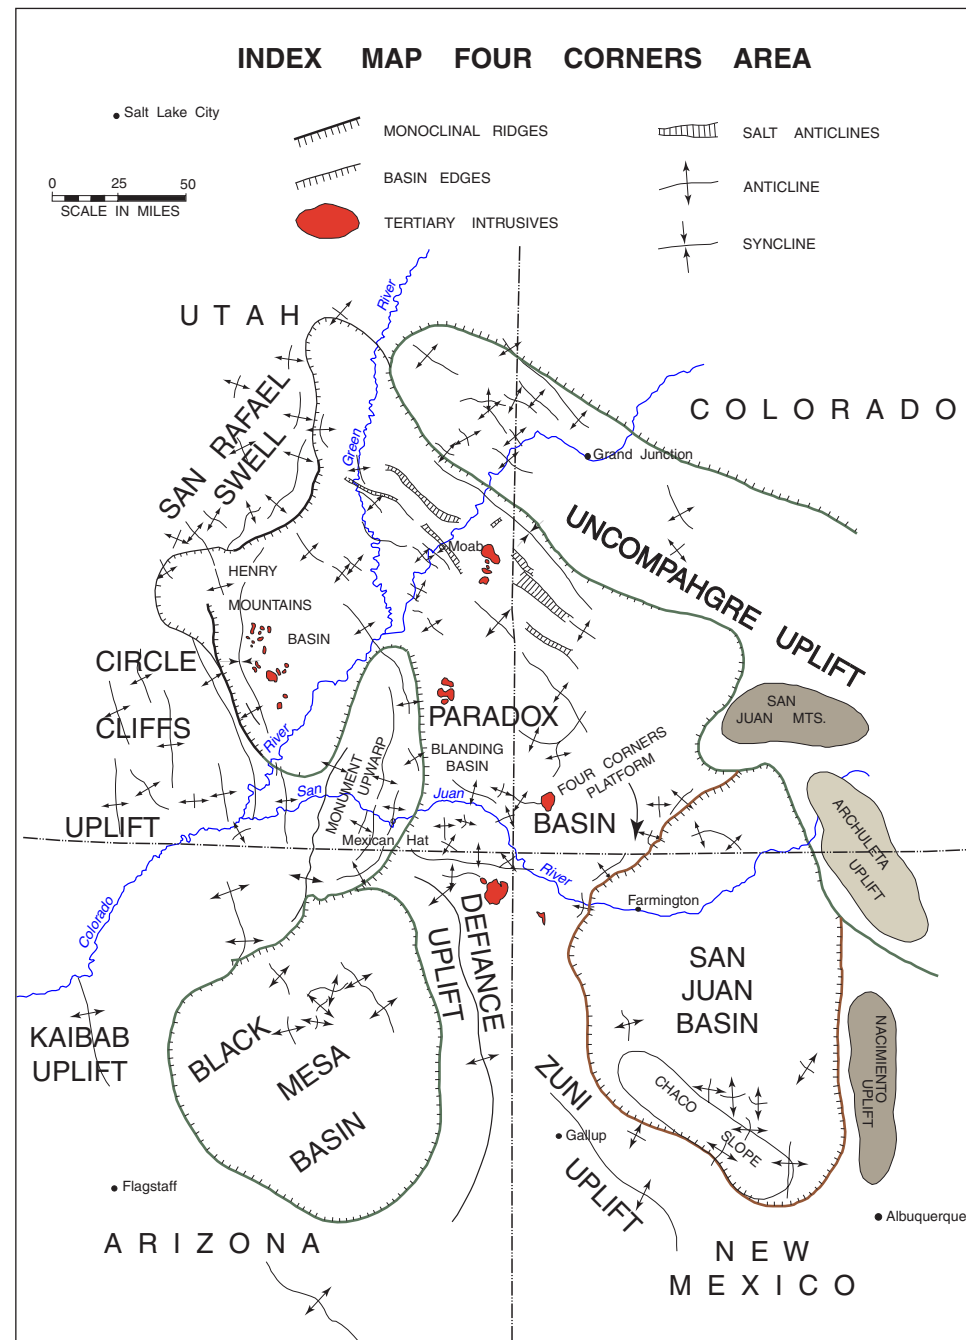 INDEX MAP FOUR CORNERS AREA
Salt Lake City
MONOCLINAL RIDGES
SALT ANTICLINES
BASIN EDGES
ANTICLINE
0 25 50
SCALE IN MILES
TERTIARY INTRUSIVES
SYNCLINE
UTAH
River
COLORADO
SAN RAFAEL
SWELL
Green
Grand Junction
UNCOMPAHGRE UPLIFT
Moab
HENRY
MOUNTAINS
BASIN
CIRCLE
CLIFFS
UPLIFT
SAN
JUAN MTS.
PARADOX
BASIN
River
BLANDING
BASIN
FOUR CORNERS
PLATFORM
MONUMENT
UPWARP
San
Juan
River
Mexican Hat
ARCHULETA
UPLIFT
Colorado
Farmington
DEFIANCE
UPLIFT
SAN
JUAN
BASIN
KAIBAB
UPLIFT
BLACK
MESA
BASIN
NACIMIENTO
UPLIFT
ZUNI
UPLIFT
CHACO
SLOPE
Gallup
Flagstaff
Albuquerque
ARIZONA
NEW
MEXICO